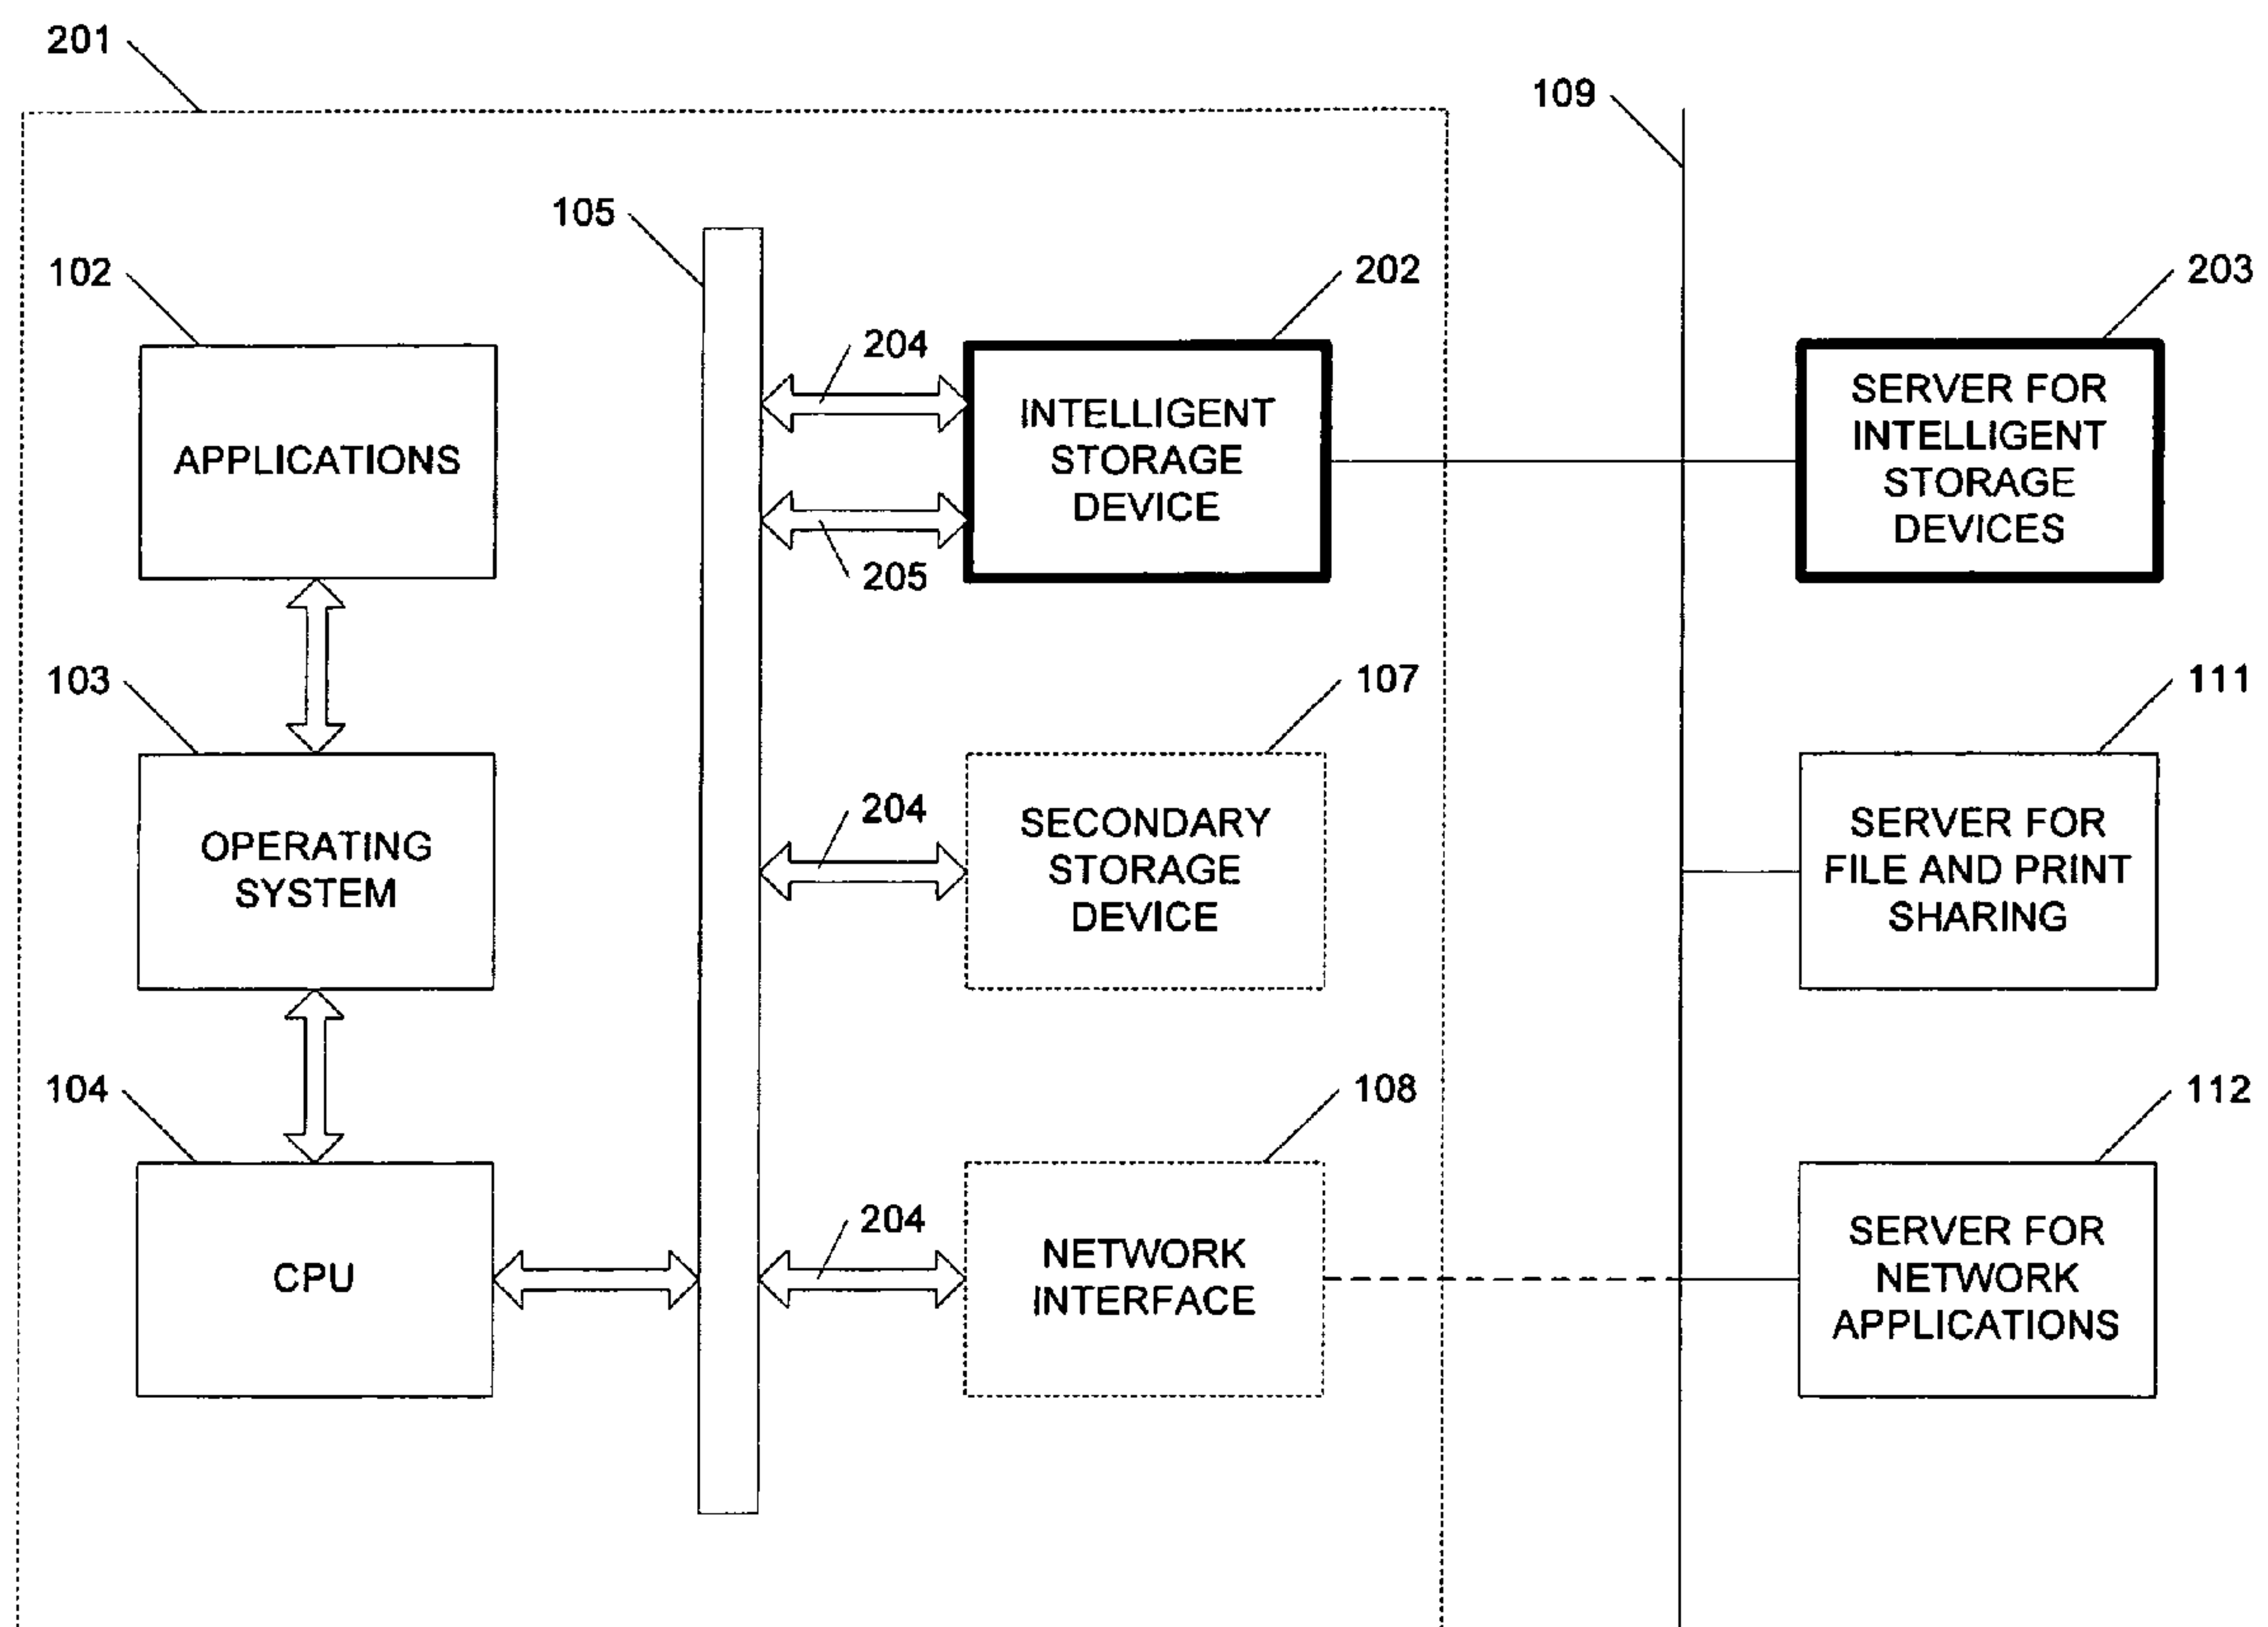 201
109
105
102
202
203
204
APPLICATIONS
INTELLIGENT
STORAGE
DEVICE
SERVER FOR
INTELLIGENT
STORAGE
DEVICES
205
103
107
111
204
OPERATING
SYSTEM
SECONDARY
STORAGE
DEVICE
SERVER FOR
FILE AND PRINT
SHARING
104
108
112
204
CPU
NETWORK
INTERFACE
SERVER FOR
NETWORK
APPLICATIONS